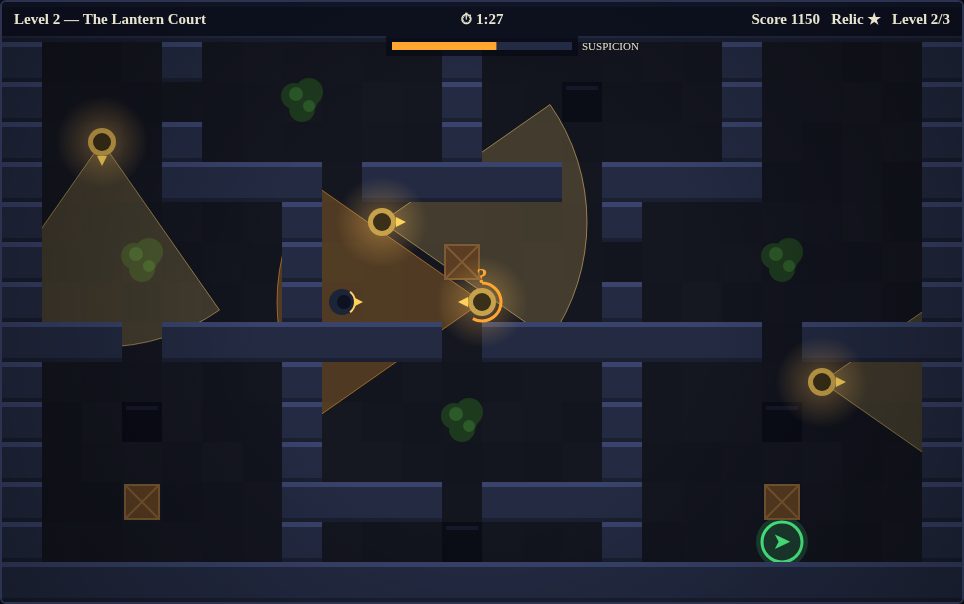 Level 2 — The Lantern Court
⏱ 1:27
Score 1150 Relic ★ Level 2/3
SUSPICION
?